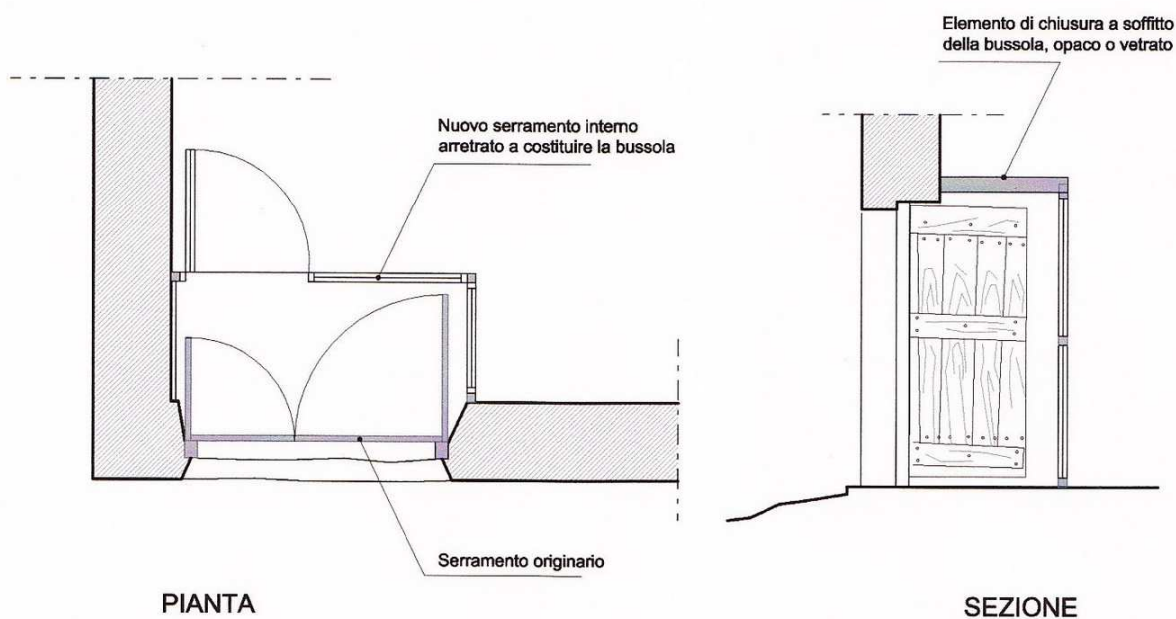 Elemento di chiusura a soffitto
della bussola, opaco o vetrato
Nuovo serramento interno
arretrato a costituire la bussola
Serramento originario
PIANTA
SEZIONE